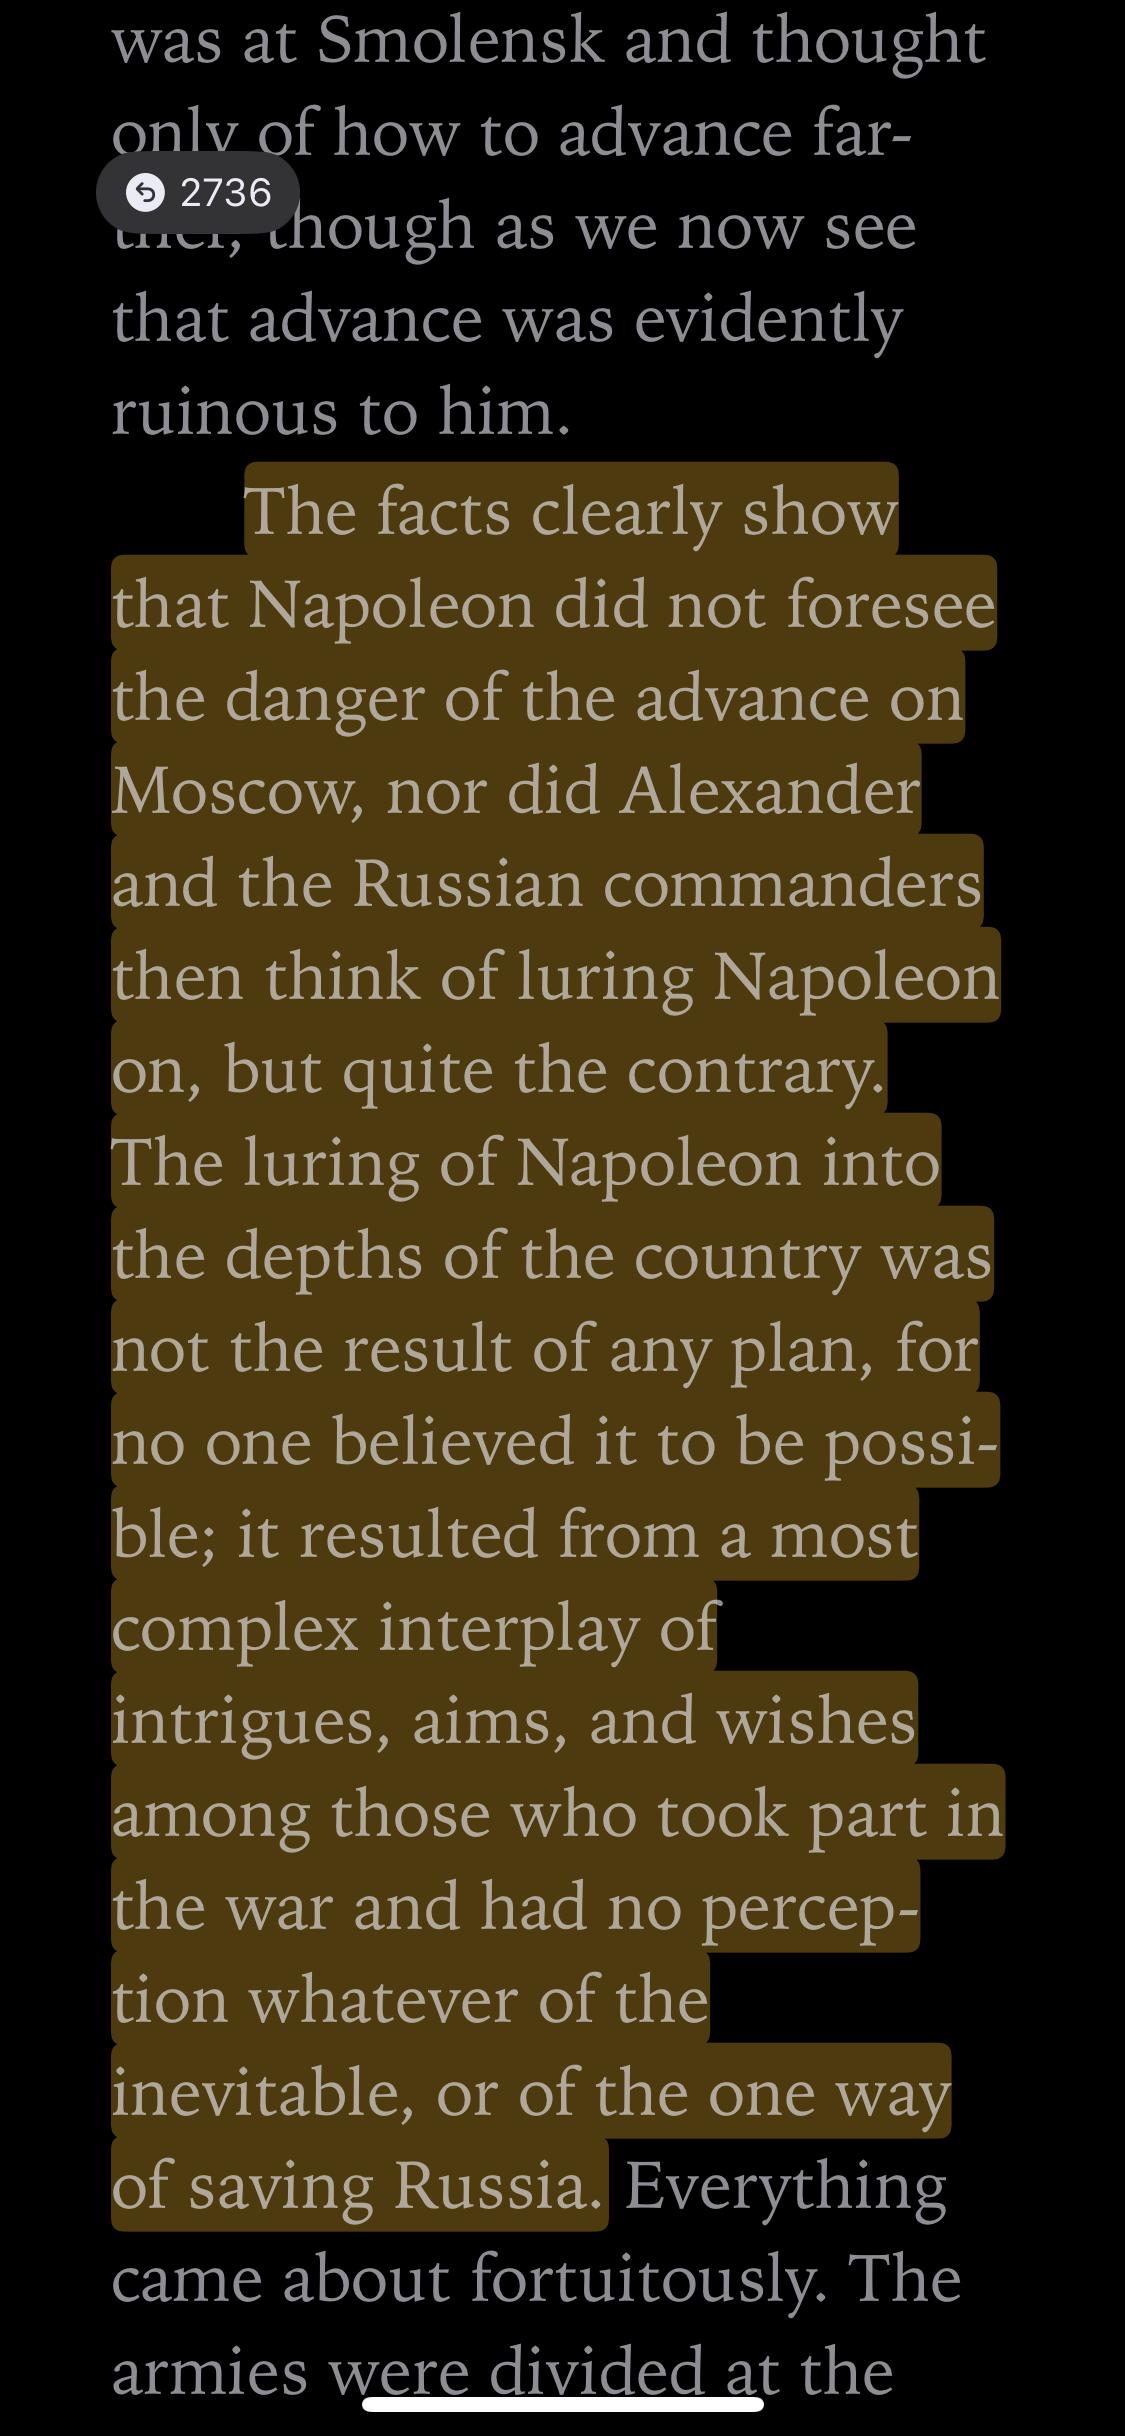 was at Smolensk and thought
only of how to advance far-
2736
ther, though as we now see
that advance was evidently
ruinous to him.
The facts clearly show
that Napoleon did not foresee
the danger of the advance on
Moscow, nor did Alexander
and the Russian commanders
then think of luring Napoleon
on, but quite the contrary.
The luring of Napoleon into
the depths of the country was
not the result of any plan, for
no one believed it to be possi-
ble; it resulted from a most
complex interplay of
intrigues, aims, and wishes
among those who took part in
the war and had no percep-
tion whatever of the
inevitable, or of the one way
of saving Russia. Everything
came about fortuitously. The
armies were divided at the